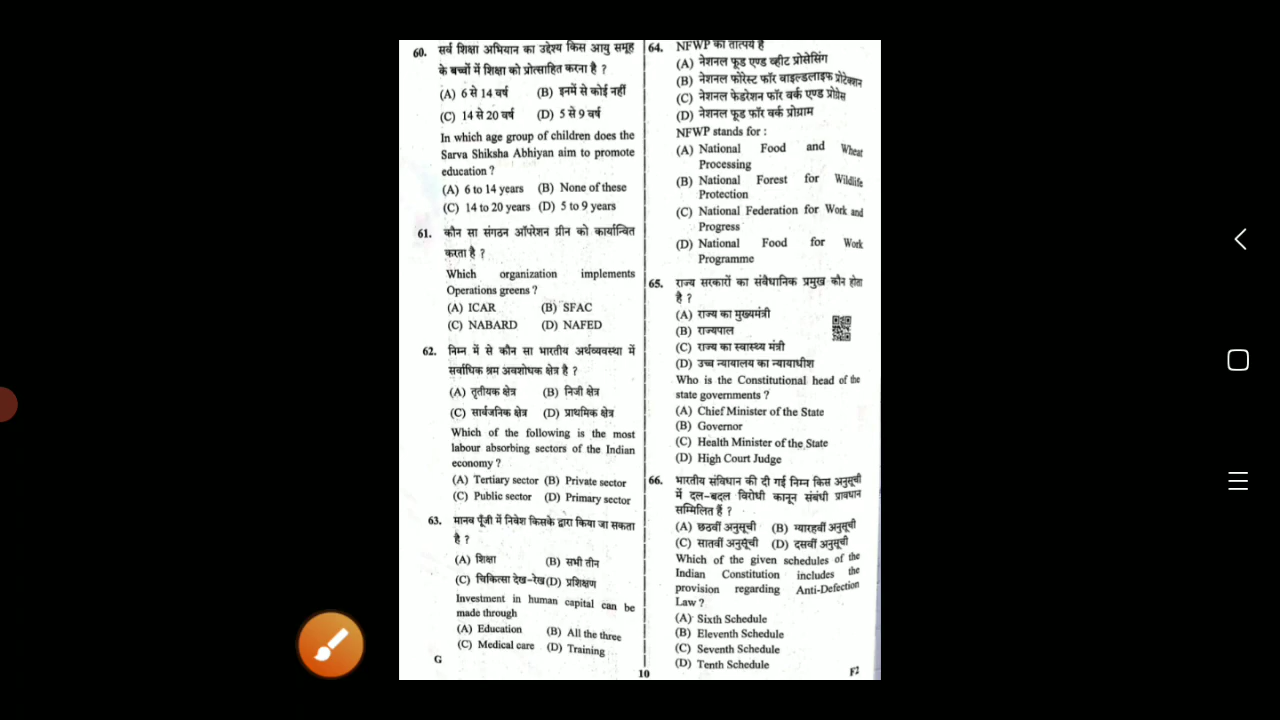 60. सर्व शिक्षा अभियान का उद्देश्य किस आयु समूह
के बच्चों में शिक्षा को प्रोत्साहित करना है ?
(A) 6 से 14 वर्ष (B) इनमें से कोई नहीं
(C) 14 से 20 वर्ष (D) 5 से 9 वर्ष
In which age group of children does the
Sarva Shiksha Abhiyan aim to promote
education ?
(A) 6 to 14 years (B) None of these
(C) 14 to 20 years (D) 5 to 9 years
61. कौन सा संगठन ऑपरेशन ग्रीन को कार्यान्वित
करता है ?
Which organization implements
Operations greens ?
(A) ICAR (B) SFAC
(C) NABARD (D) NAFED
62. निम्न में से कौन सा भारतीय अर्थव्यवस्था में
सर्वाधिक श्रम अवशोधक क्षेत्र है ?
(A) तृतीयक क्षेत्र (B) निजी क्षेत्र
(C) सार्वजनिक क्षेत्र (D) प्राथमिक क्षेत्र
Which of the following is the most
labour absorbing sectors of the Indian
economy ?
(A) Tertiary sector (B) Private sector
(C) Public sector (D) Primary sector
63. मानव पूँजी में निवेश किसके द्वारा किया जा सकता
है ?
(A) शिक्षा (B) सभी तीन
(C) चिकित्सा देख-रेख (D) प्रशिक्षण
Investment in human capital can be
made through
(A) Education (B) All the three
(C) Medical care (D) Training
G
64. NFWP का तात्पर्य है
(A) नेशनल फूड एण्ड व्हीट प्रोसेसिंग
(B) नेशनल फोरेस्ट फॉर वाइल्डलाइफ प्रोटेक्शन
(C) नेशनल फेडरेशन फॉर वर्क एण्ड प्रोग्रेस
(D) नेशनल फूड फॉर वर्क प्रोग्राम
NFWP stands for :
(A) National Food and Wheat
Processing
(B) National Forest for Wildlife
Protection
(C) National Federation for Work and
Progress
(D) National Food for Work
Programme
65. राज्य सरकारों का संवैधानिक प्रमुख कौन होता
है ?
(A) राज्य का मुख्यमंत्री
(B) राज्यपाल
(C) राज्य का स्वास्थ्य मंत्री
(D) उच्च न्यायालय का न्यायाधीश
Who is the Constitutional head of the
state governments ?
(A) Chief Minister of the State
(B) Governor
(C) Health Minister of the State
(D) High Court Judge
66. भारतीय संविधान की दी गई निम्न किस अनुसूची
में दल-बदल विरोधी कानून संबंधी प्रावधान
सम्मिलित हैं ?
(A) छठवीं अनुसूची (B) ग्यारहवीं अनुसूची
(C) सातवीं अनुसूची (D) दसवीं अनुसूची
Which of the given schedules of the
Indian Constitution includes the
provision regarding Anti-Defection
Law ?
(A) Sixth Schedule
(B) Eleventh Schedule
(C) Seventh Schedule
(D) Tenth Schedule
10
F2